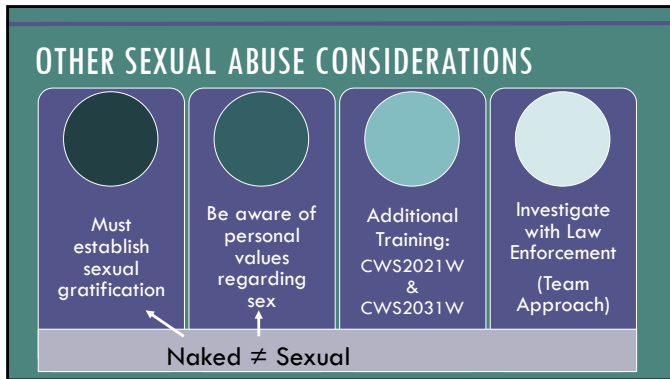 OTHER SEXUAL ABUSE CONSIDERATIONS
Must
establish
sexual
gratification
Be aware of
personal
values
regarding
sex
Additional
Training:
CWS2021W
&
CWS2031W
Investigate
with Law
Enforcement
(Team
Approach)
Naked ≠ Sexual